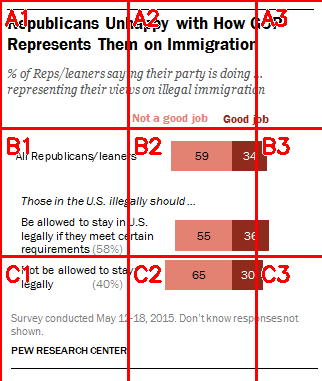 Republicans Unhappy with How GOP
Represents Them on Immigration
% of Reps/leaners saying their party is doing ...
representing their views on illegal immigration
Not a good job Good job
All Republicans/leaners 59 34
Those in the U.S. illegally should ...
Be allowed to stay in U.S.
legally if they meet certain 55 36
requirements (58%)
Not be allowed to stay 65 30
legally (40%)
Survey conducted May 12-18, 2015. Don't know responses not
shown.
PEW RESEARCH CENTER
A1 A2 A3
B1 B2 B3
C1 C2 C3